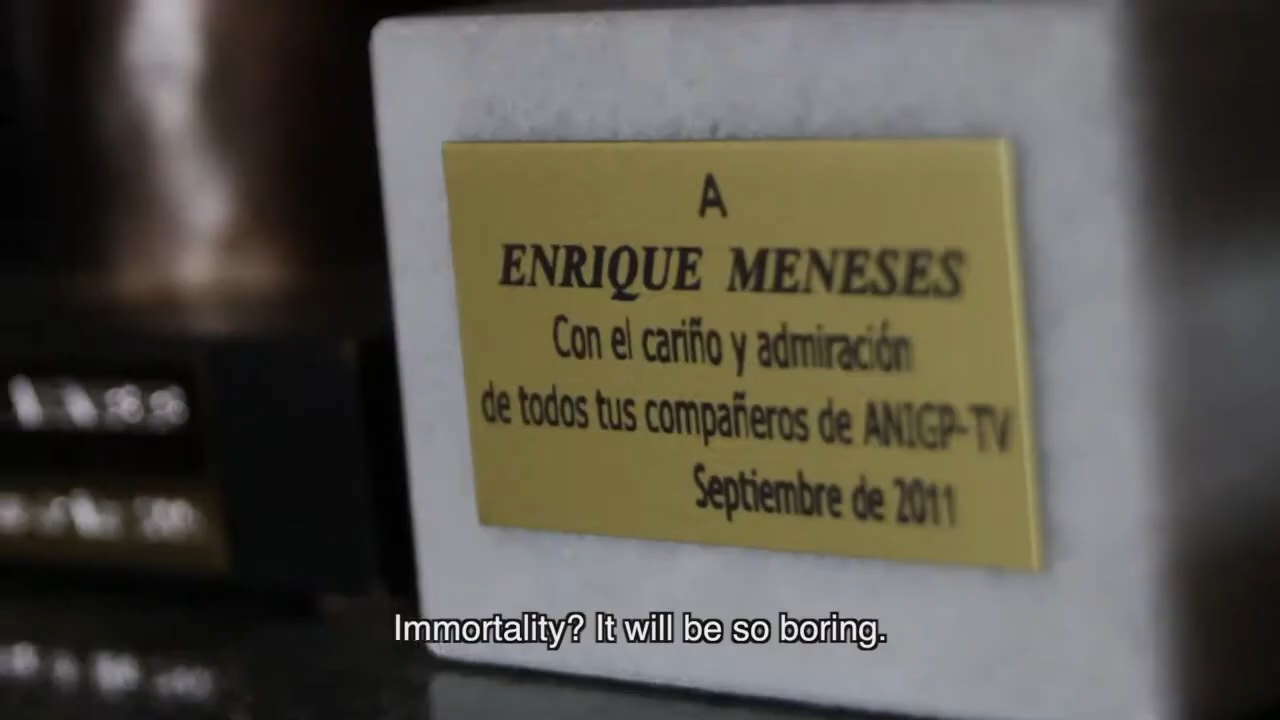 A
ENRIQUE MENESES
Con el cariño y admiración
de todos tus compañeros de ANIGP-TV
Septiembre de 2011
Immortality? It will be so boring.